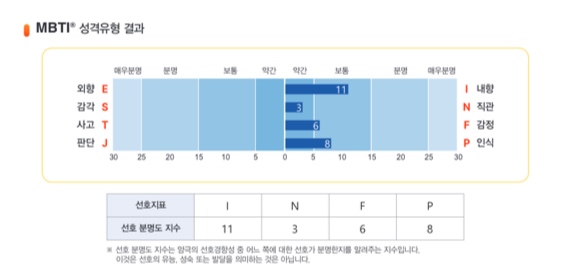 MBTI® 성격유형 결과
매우분명 분명 보통 약간 약간 보통 분명 매우분명
외향 E 11 I 내향
감각 S 3 N 직관
사고 T 6 F 감정
판단 J 8 P 인식
30 25 20 15 10 5 0 5 10 15 20 25 30
선호지표 I N F P
선호 분명도 지수 11 3 6 8
※ 선호 분명도 지수는 양극의 선호경향성 중 어느 쪽에 대한 선호가 분명한지를 알려주는 지수입니다.
이것은 선호의 유능, 성숙 또는 발달을 의미하는 것은 아닙니다.